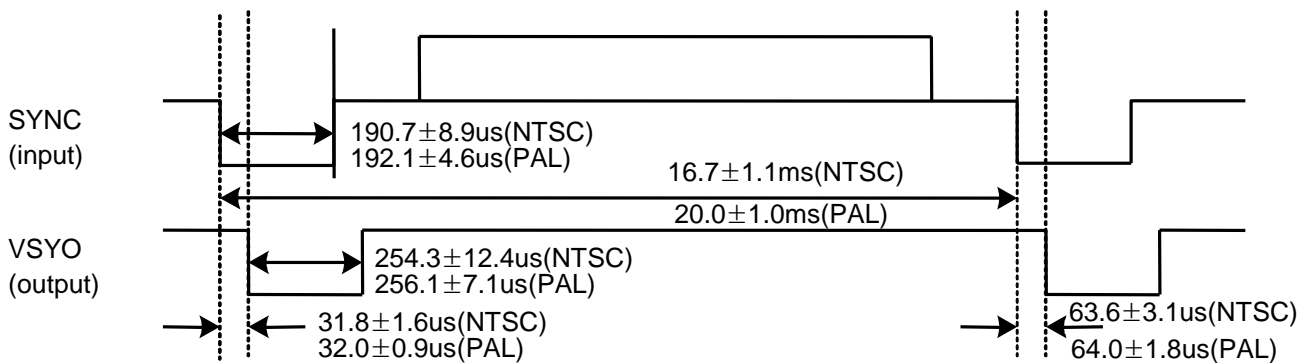 SYNC
(input)
190.7±8.9us(NTSC)
192.1±4.6us(PAL)
16.7±1.1ms(NTSC)
20.0±1.0ms(PAL)
VSYO
(output)
254.3±12.4us(NTSC)
256.1±7.1us(PAL)
31.8±1.6us(NTSC)
32.0±0.9us(PAL)
63.6±3.1us(NTSC)
64.0±1.8us(PAL)